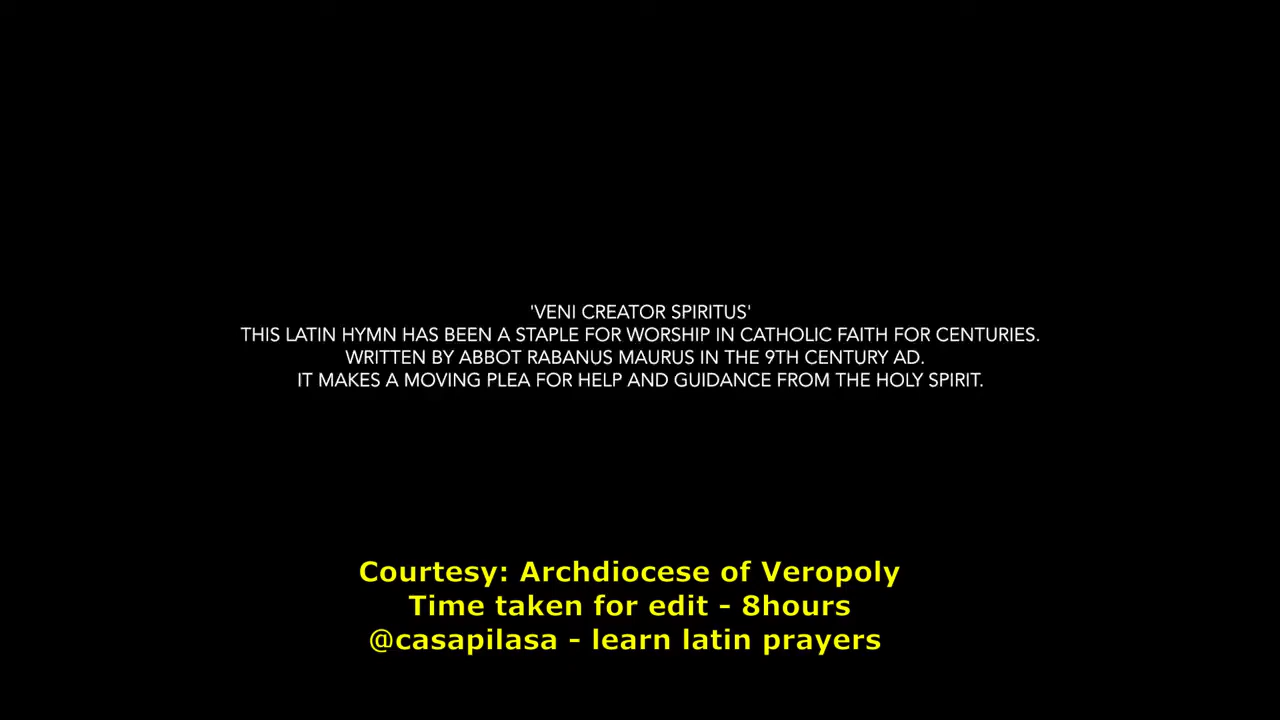 'VENI CREATOR SPIRITUS'
THIS LATIN HYMN HAS BEEN A STAPLE FOR WORSHIP IN CATHOLIC FAITH FOR CENTURIES.
WRITTEN BY ABBOT RABANUS MAURUS IN THE 9TH CENTURY AD.
IT MAKES A MOVING PLEA FOR HELP AND GUIDANCE FROM THE HOLY SPIRIT.
Courtesy: Archdiocese of Veropoly
Time taken for edit - 8hours
@casapilasa - learn latin prayers